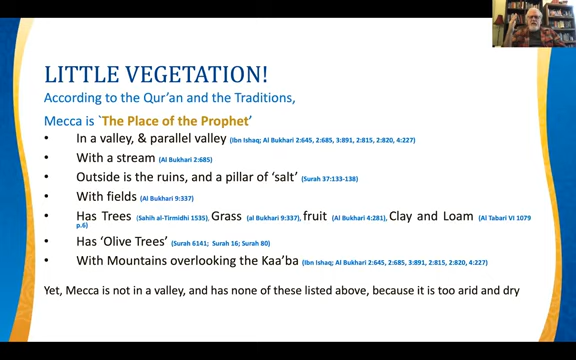 LITTLE VEGETATION!
According to the Qur'an and the Traditions,
Mecca is `The Place of the Prophet'
• In a valley, & parallel valley (Ibn Ishaq; Al Bukhari 2:645, 2:685, 3:891, 2:815, 2:820, 4:227)
• With a stream (Al Bukhari 2:685)
• Outside is the ruins, and a pillar of 'salt' (Surah 37:133-138)
• With fields (Al Bukhari 9:337)
• Has Trees (Sahih al-Tirmidhi 1535), Grass (al Bukhari 9:337), fruit (Al Bukhari 4:281), Clay and Loam (Al Tabari VI 1079
p.6)
• Has 'Olive Trees' (Surah 6141; Surah 16; Surah 80)
• With Mountains overlooking the Kaa'ba (Ibn Ishaq; Al Bukhari 2:645, 2:685, 3:891, 2:815, 2:820, 4:227)
Yet, Mecca is not in a valley, and has none of these listed above, because it is too arid and dry